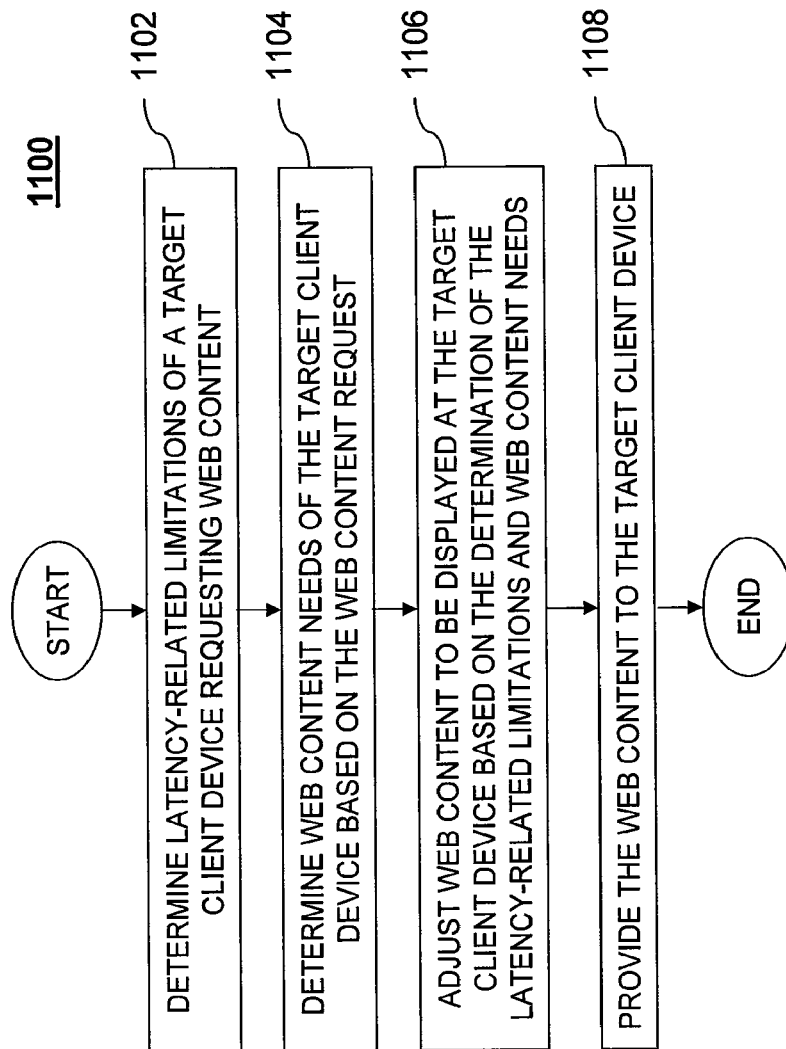 1100
START
DETERMINE LATENCY-RELATED LIMITATIONS OF A TARGET
CLIENT DEVICE REQUESTING WEB CONTENT
1102
DETERMINE WEB CONTENT NEEDS OF THE TARGET CLIENT
DEVICE BASED ON THE WEB CONTENT REQUEST
1104
ADJUST WEB CONTENT TO BE DISPLAYED AT THE TARGET
CLIENT DEVICE BASED ON THE DETERMINATION OF THE
LATENCY-RELATED LIMITATIONS AND WEB CONTENT NEEDS
1106
PROVIDE THE WEB CONTENT TO THE TARGET CLIENT DEVICE
1108
END